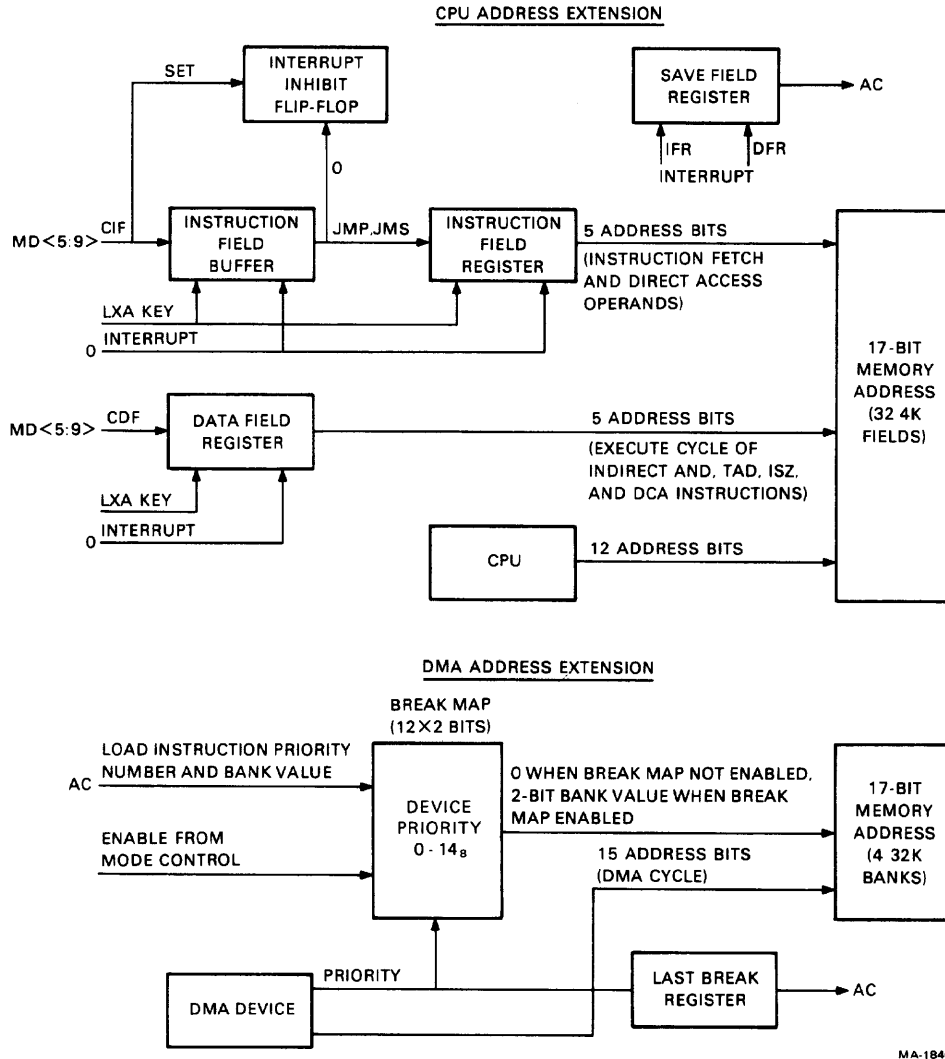 CPU ADDRESS EXTENSION
SET
INTERRUPT
INHIBIT
FLIP-FLOP
SAVE FIELD
REGISTER
AC
IFR
DFR
INTERRUPT
0
MD<5:9>
CIF
INSTRUCTION
FIELD
BUFFER
JMP,JMS
INSTRUCTION
FIELD
REGISTER
5 ADDRESS BITS
(INSTRUCTION FETCH
AND DIRECT ACCESS
OPERANDS)
LXA KEY
INTERRUPT
0
17-BIT
MEMORY
ADDRESS
(32 4K
FIELDS)
MD<5:9>
CDF
DATA FIELD
REGISTER
5 ADDRESS BITS
(EXECUTE CYCLE OF
INDIRECT AND, TAD, ISZ,
AND DCA INSTRUCTIONS)
LXA KEY
INTERRUPT
0
CPU
12 ADDRESS BITS
DMA ADDRESS EXTENSION
BREAK MAP
(12×2 BITS)
LOAD INSTRUCTION PRIORITY
NUMBER AND BANK VALUE
AC
ENABLE FROM
MODE CONTROL
DEVICE
PRIORITY
0 - 14₈
0 WHEN BREAK MAP NOT ENABLED,
2-BIT BANK VALUE WHEN BREAK
MAP ENABLED
15 ADDRESS BITS
(DMA CYCLE)
17-BIT
MEMORY
ADDRESS
(4 32K
BANKS)
PRIORITY
DMA DEVICE
LAST BREAK
REGISTER
AC
MA-184